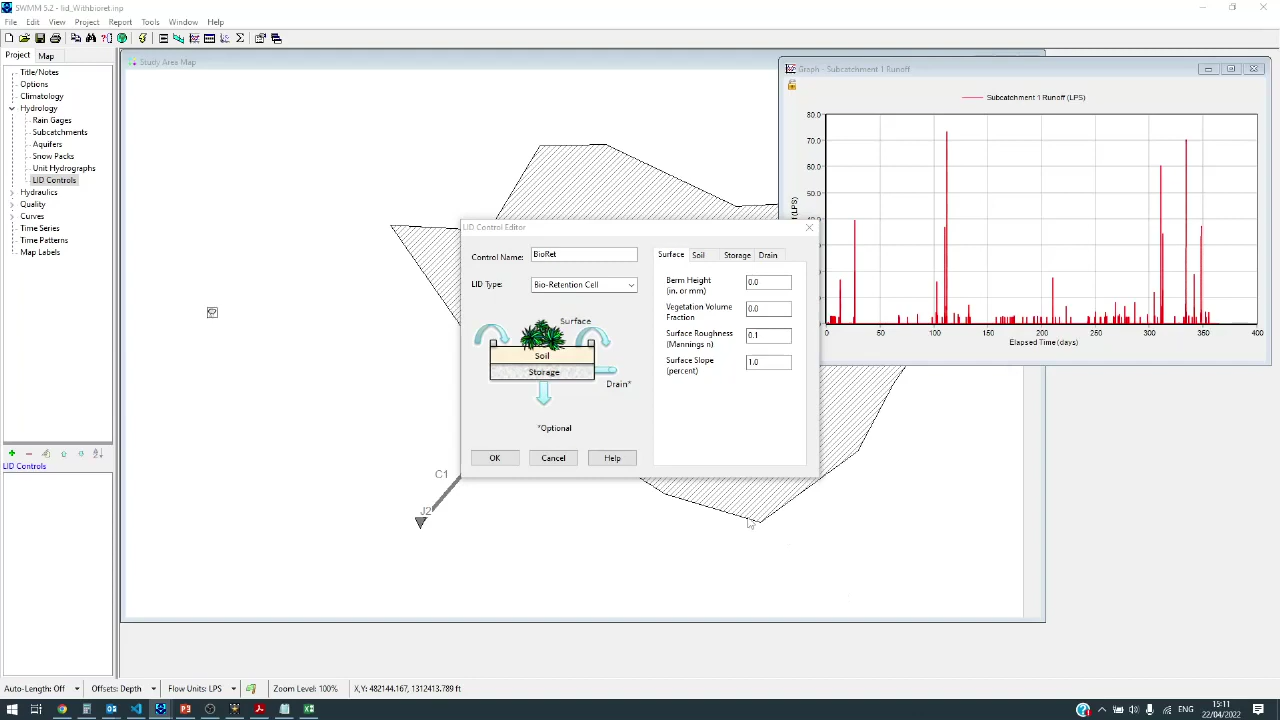 SWMM 5.2 - lid_Withbioret.inp
File Edit View Project Report Tools Window Help
Project Map
Title/Notes
Options
Climatology
Hydrology
Rain Gages
Subcatchments
Aquifers
Snow Packs
Unit Hydrographs
LID Controls
Hydraulics
Quality
Curves
Time Series
Time Patterns
Map Labels
LID Controls
Study Area Map
C1
J2
Graph - Subcatchment 1 Runoff
Subcatchment 1 Runoff (LPS)
80.0
70.0
60.0
50.0
0 50 100 150 200 250 300 350 400
Elapsed Time (days)
LID Control Editor
Control Name: BioRet
LID Type: Bio-Retention Cell
Surface
Soil
Storage
Drain*
*Optional
OK Cancel Help
Surface Soil Storage Drain
Berm Height
(in. or mm) 0.0
Vegetation Volume
Fraction 0.0
Surface Roughness
(Mannings n) 0.1
Surface Slope
(percent) 1.0
Auto-Length: Off Offsets: Depth Flow Units: LPS Zoom Level: 100% X,Y: 482144.167, 1312413.789 ft
ENG
15:11
22/04/2022